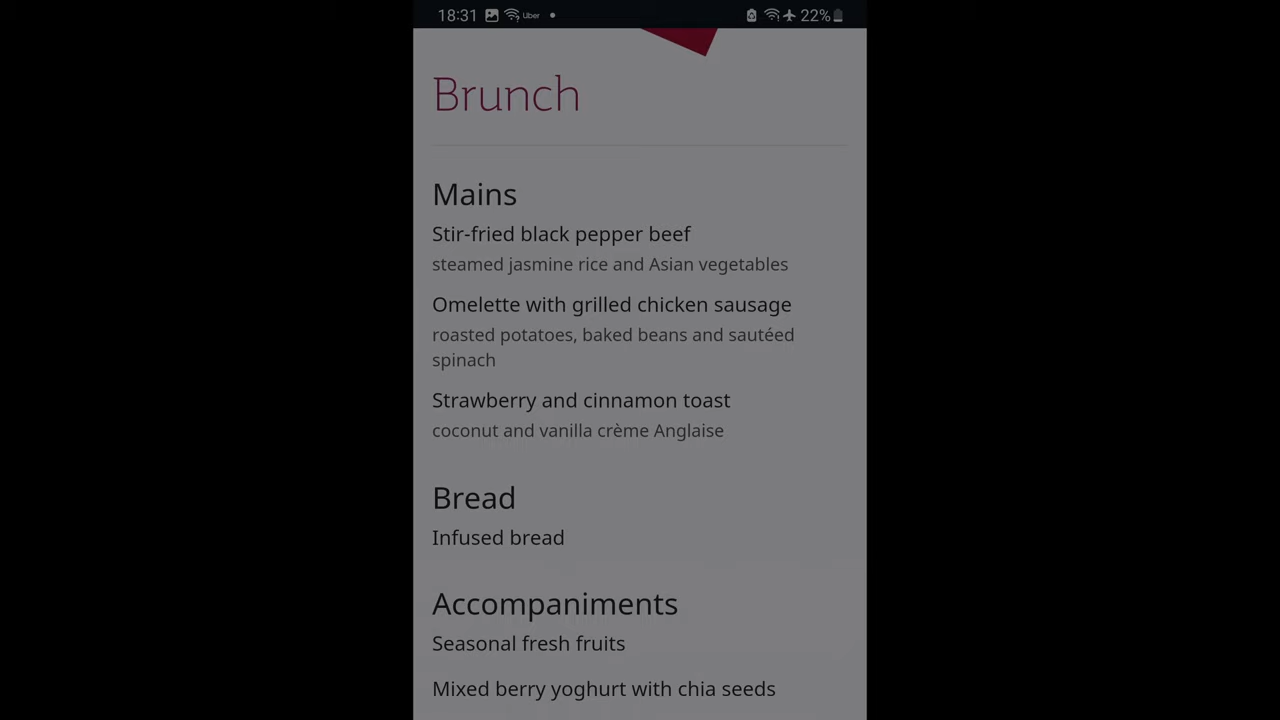 18:31 Uber 22%
Brunch
Mains
Stir-fried black pepper beef
steamed jasmine rice and Asian vegetables
Omelette with grilled chicken sausage
roasted potatoes, baked beans and sautéed
spinach
Strawberry and cinnamon toast
coconut and vanilla crème Anglaise
Bread
Infused bread
Accompaniments
Seasonal fresh fruits
Mixed berry yoghurt with chia seeds